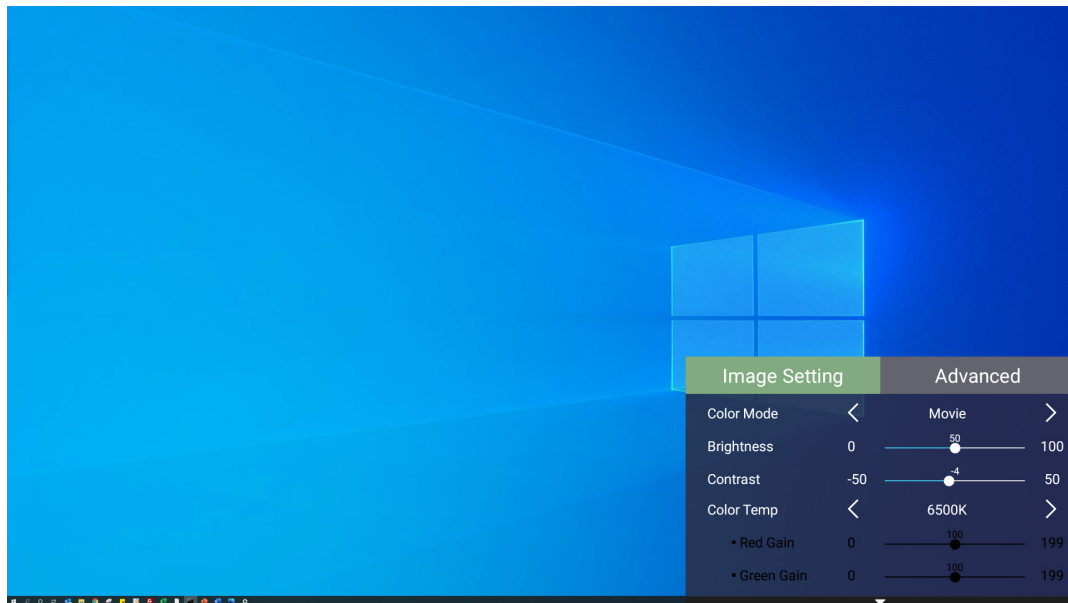 Image Setting Advanced
Color Mode Movie
Brightness 0 50 100
Contrast -50 -4 50
Color Temp 6500K
• Red Gain 0 100 199
• Green Gain 0 100 199